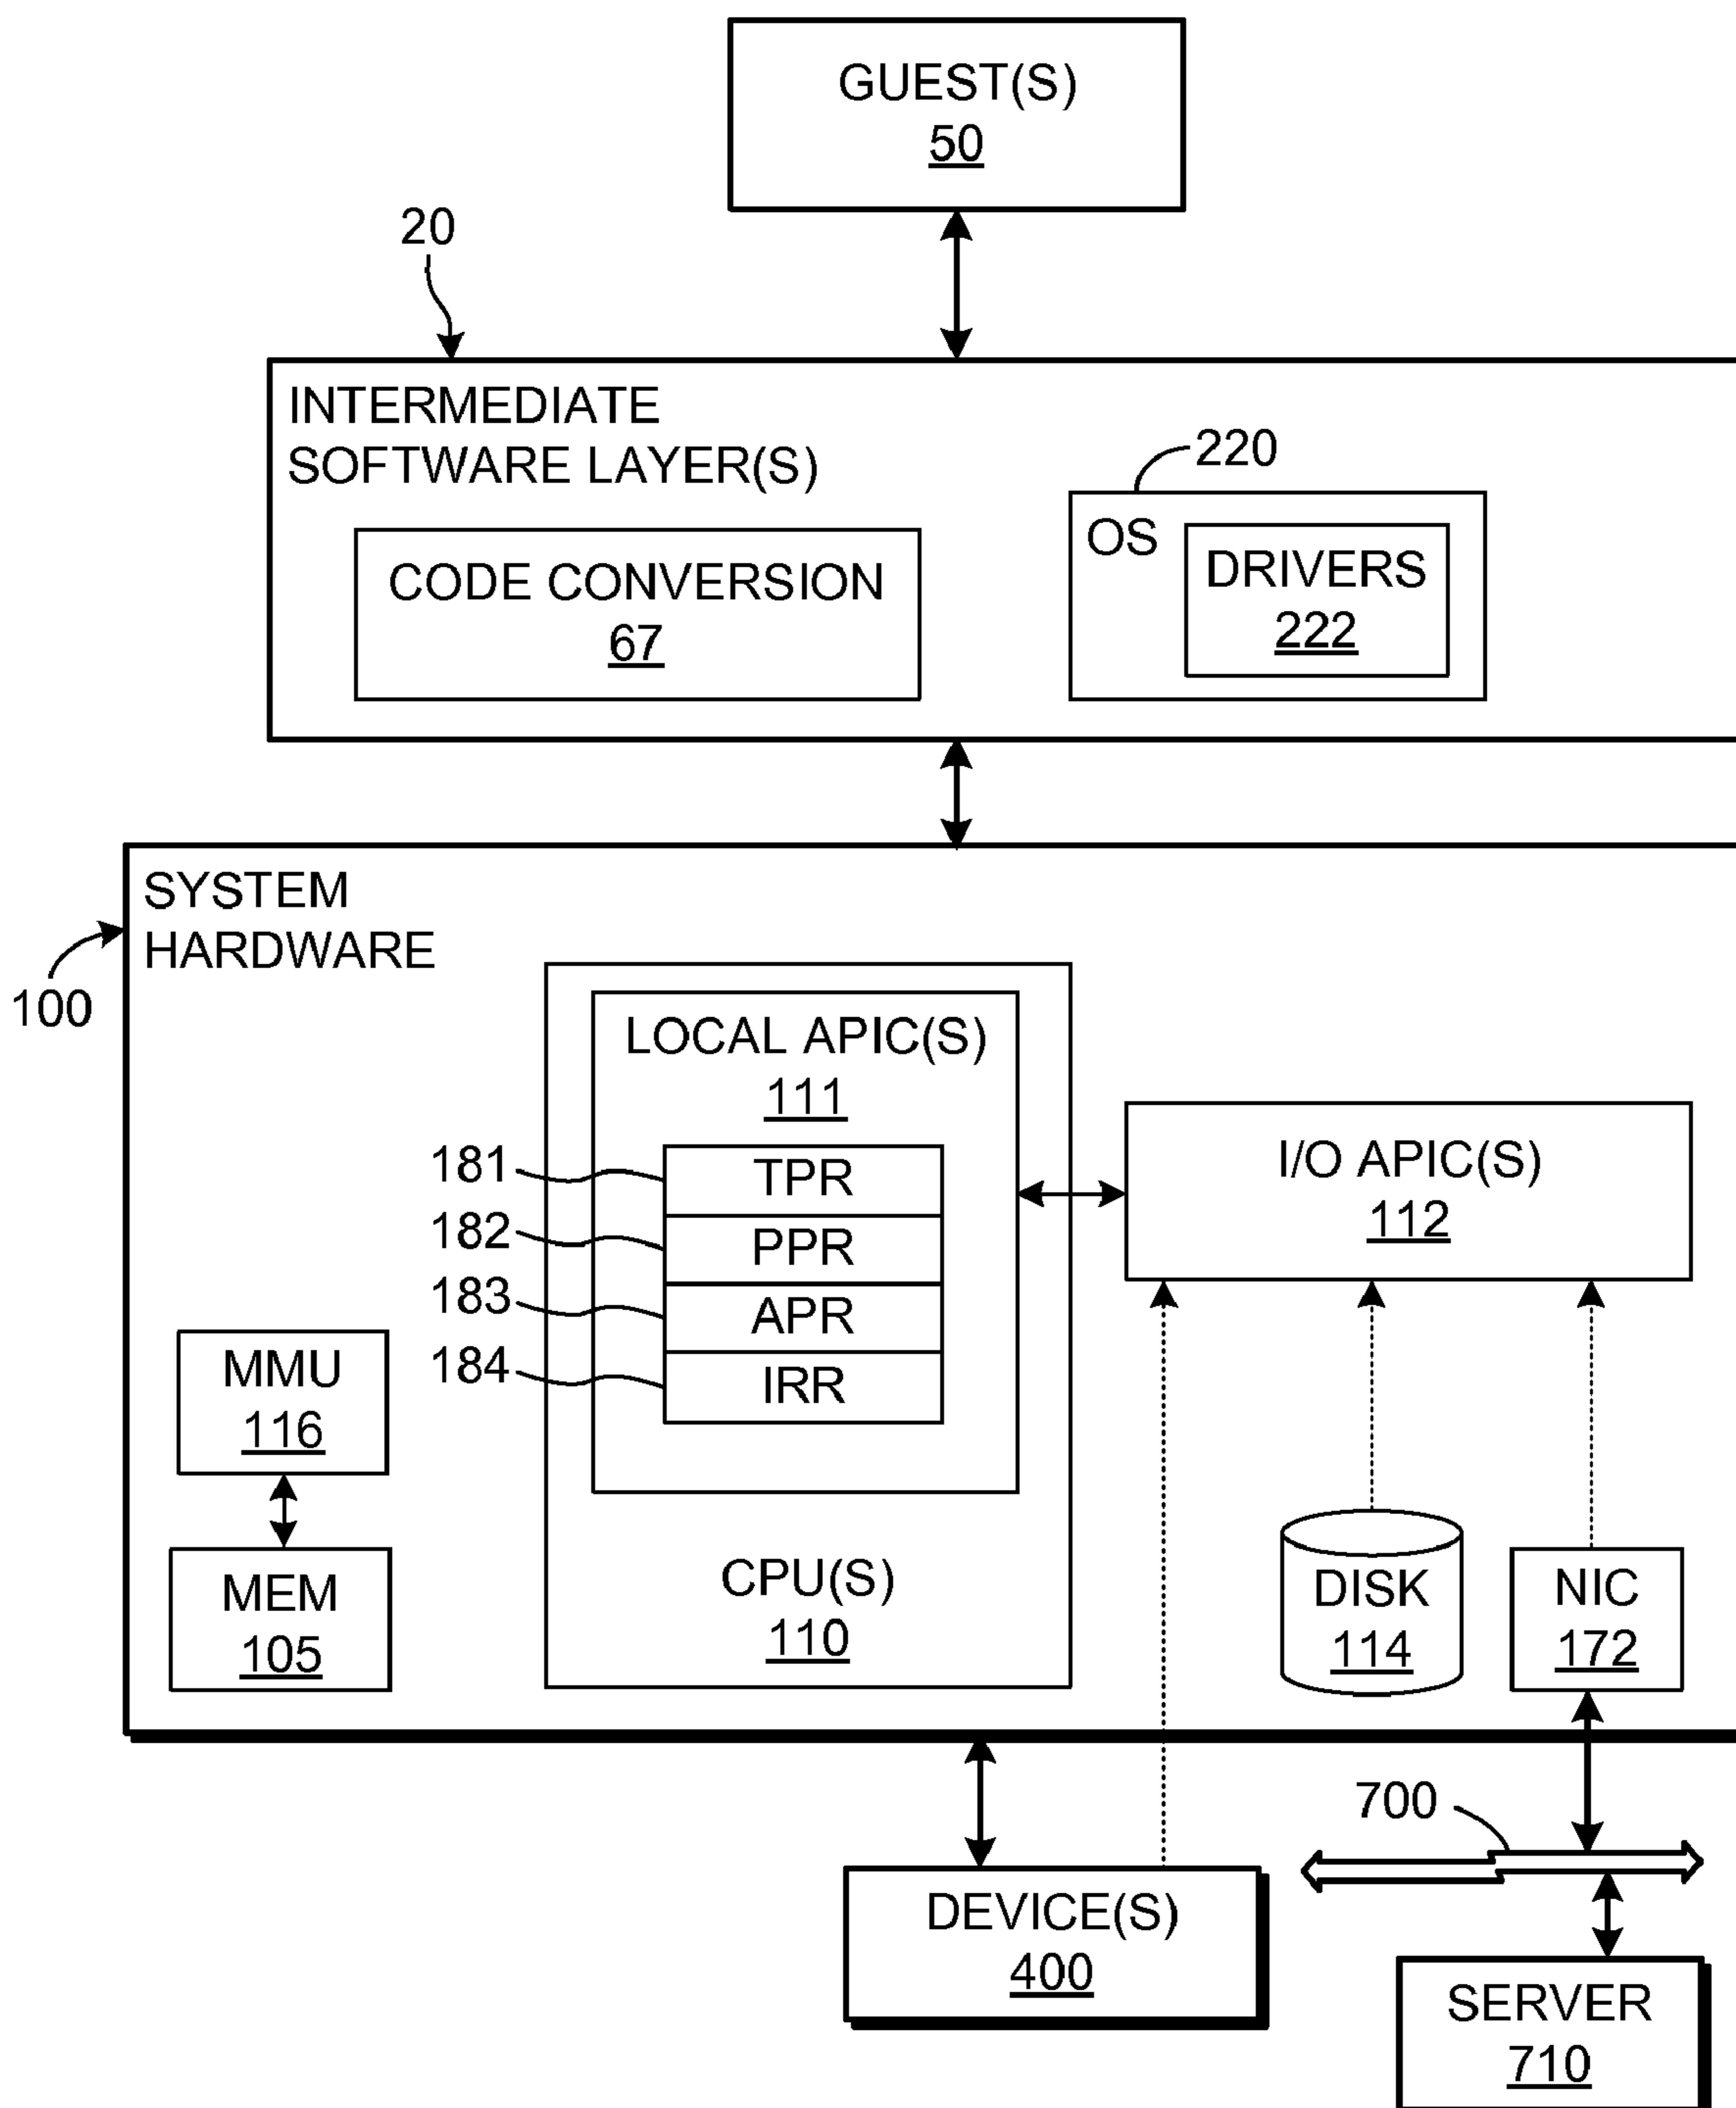 GUEST(S)
50
20
INTERMEDIATE
SOFTWARE LAYER(S)
220
OS
CODE CONVERSION
67
DRIVERS
222
SYSTEM
HARDWARE
100
LOCAL APIC(S)
111
I/O APIC(S)
112
181
TPR
182
PPR
183
APR
184
IRR
MMU
116
MEM
105
CPU(S)
110
DISK
114
NIC
172
700
DEVICE(S)
400
SERVER
710